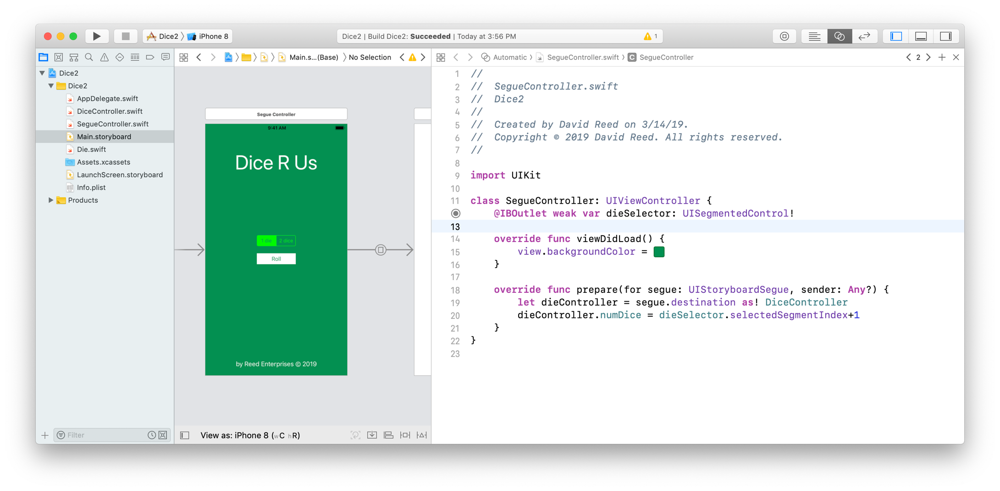 Dice2 〉 iPhone 8
Dice2 | Build Dice2: Succeeded | Today at 3:56 PM
1
Main.s...(Base) 〉 No Selection
Automatic 〉 SegueController.swift 〉 C SegueController
2
Dice2
Dice2
AppDelegate.swift
DiceController.swift
SegueController.swift
Main.storyboard
Die.swift
Assets.xcassets
LaunchScreen.storyboard
Info.plist
Products
Filter
Segue Controller
9:41 AM
Dice R Us
1 die 2 dice
Roll
by Reed Enterprises © 2019
View as: iPhone 8 (wC hR)
1 //
2 //  SegueController.swift
3 //  Dice2
4 //
5 //  Created by David Reed on 3/14/19.
6 //  Copyright © 2019 David Reed. All rights reserved.
7 //
8
9 import UIKit
10
11 class SegueController: UIViewController {
@IBOutlet weak var dieSelector: UISegmentedControl!
13
14     override func viewDidLoad() {
15         view.backgroundColor =
16     }
17
18     override func prepare(for segue: UIStoryboardSegue, sender: Any?) {
19         let dieController = segue.destination as! DiceController
20         dieController.numDice = dieSelector.selectedSegmentIndex+1
21     }
22 }
23